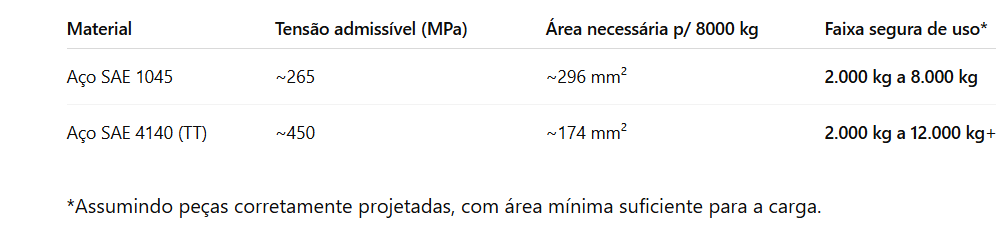 Material Tensão admissível (MPa) Área necessária p/ 8000 kg Faixa segura de uso*
Aço SAE 1045 ~265 ~296 mm² 2.000 kg a 8.000 kg
Aço SAE 4140 (TT) ~450 ~174 mm² 2.000 kg a 12.000 kg+
*Assumindo peças corretamente projetadas, com área mínima suficiente para a carga.